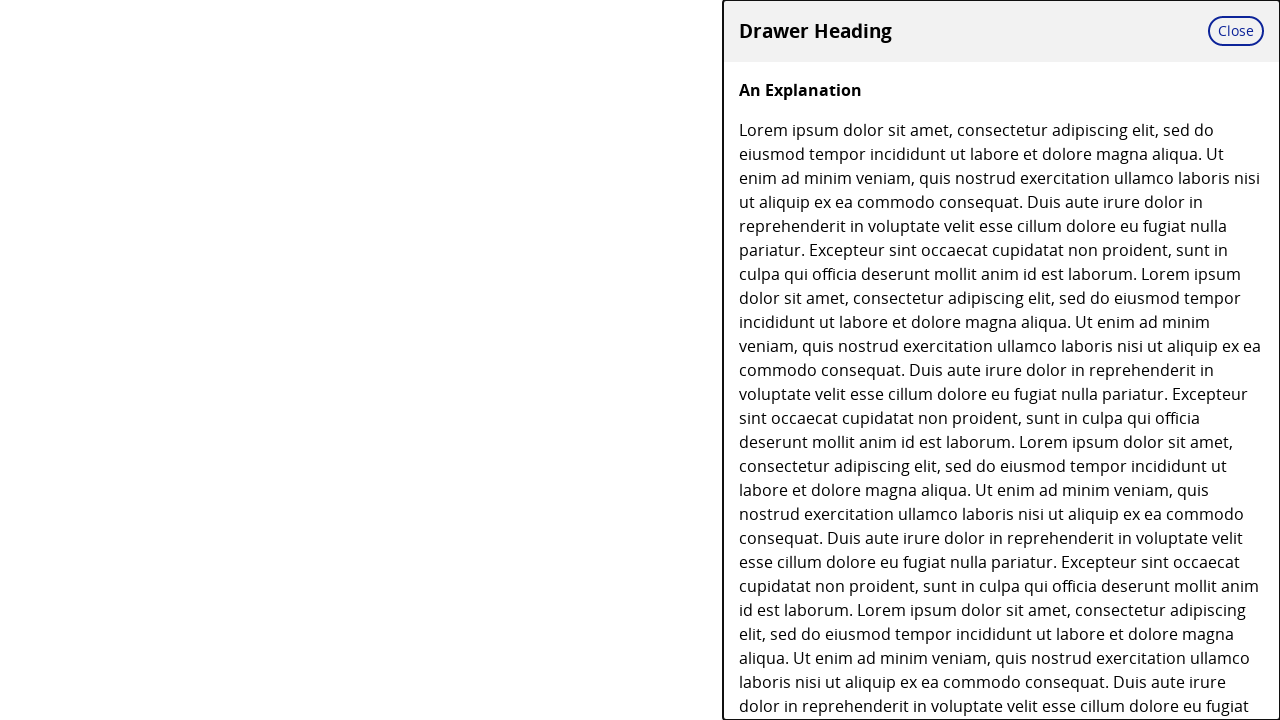 Drawer Heading
Close
An Explanation
Lorem ipsum dolor sit amet, consectetur adipiscing elit, sed do
eiusmod tempor incididunt ut labore et dolore magna aliqua. Ut
enim ad minim veniam, quis nostrud exercitation ullamco laboris nisi
ut aliquip ex ea commodo consequat. Duis aute irure dolor in
reprehenderit in voluptate velit esse cillum dolore eu fugiat nulla
pariatur. Excepteur sint occaecat cupidatat non proident, sunt in
culpa qui officia deserunt mollit anim id est laborum. Lorem ipsum
dolor sit amet, consectetur adipiscing elit, sed do eiusmod tempor
incididunt ut labore et dolore magna aliqua. Ut enim ad minim
veniam, quis nostrud exercitation ullamco laboris nisi ut aliquip ex ea
commodo consequat. Duis aute irure dolor in reprehenderit in
voluptate velit esse cillum dolore eu fugiat nulla pariatur. Excepteur
sint occaecat cupidatat non proident, sunt in culpa qui officia
deserunt mollit anim id est laborum. Lorem ipsum dolor sit amet,
consectetur adipiscing elit, sed do eiusmod tempor incididunt ut
labore et dolore magna aliqua. Ut enim ad minim veniam, quis
nostrud exercitation ullamco laboris nisi ut aliquip ex ea commodo
consequat. Duis aute irure dolor in reprehenderit in voluptate velit
esse cillum dolore eu fugiat nulla pariatur. Excepteur sint occaecat
cupidatat non proident, sunt in culpa qui officia deserunt mollit anim
id est laborum. Lorem ipsum dolor sit amet, consectetur adipiscing
elit, sed do eiusmod tempor incididunt ut labore et dolore magna
aliqua. Ut enim ad minim veniam, quis nostrud exercitation ullamco
laboris nisi ut aliquip ex ea commodo consequat. Duis aute irure
dolor in reprehenderit in voluptate velit esse cillum dolore eu fugiat